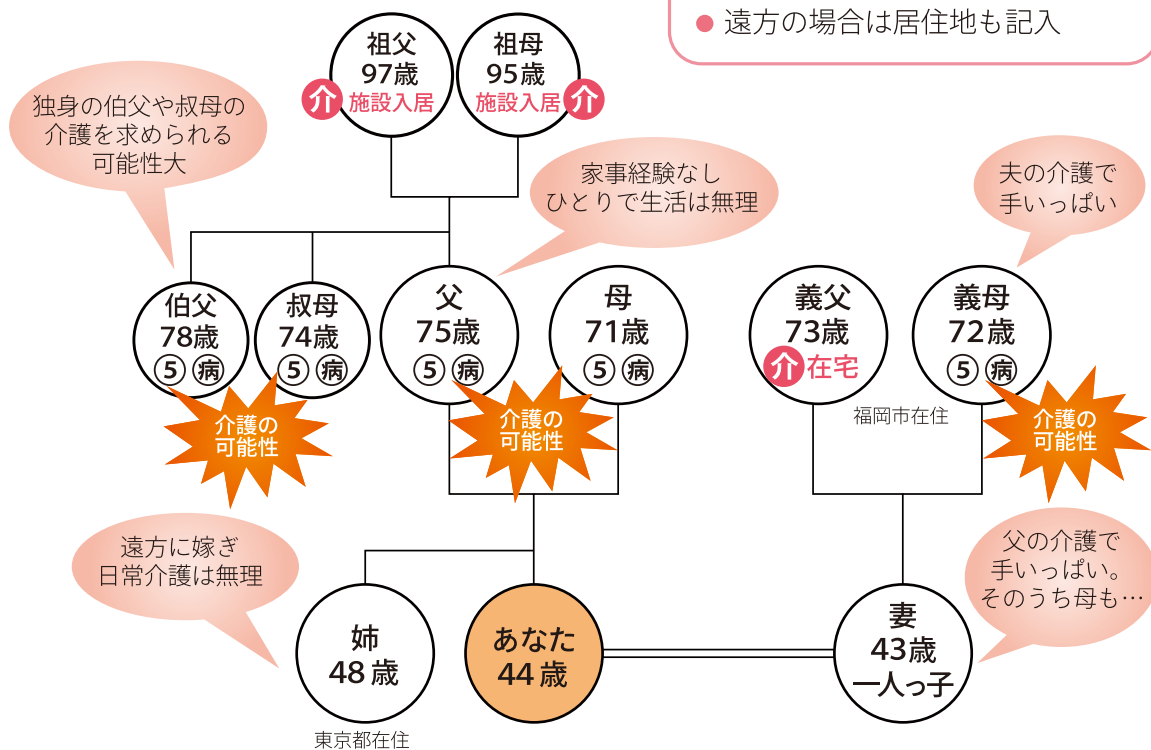 ● 遠方の場合は居住地も記入
祖父
97歳
介 施設入居
祖母
95歳
施設入居 介
独身の伯父や叔母の
介護を求められる
可能性大
家事経験なし
ひとりで生活は無理
夫の介護で
手いっぱい
伯父
78歳
⑤ 病
叔母
74歳
⑤ 病
父
75歳
⑤ 病
母
71歳
⑤ 病
義父
73歳
介 在宅
義母
72歳
⑤ 病
福岡市在住
介護の
可能性
介護の
可能性
介護の
可能性
遠方に嫁ぎ
日常介護は無理
父の介護で
手いっぱい。
そのうち母も…
姉
48歳
東京都在住
あなた
44歳
妻
43歳
一人っ子